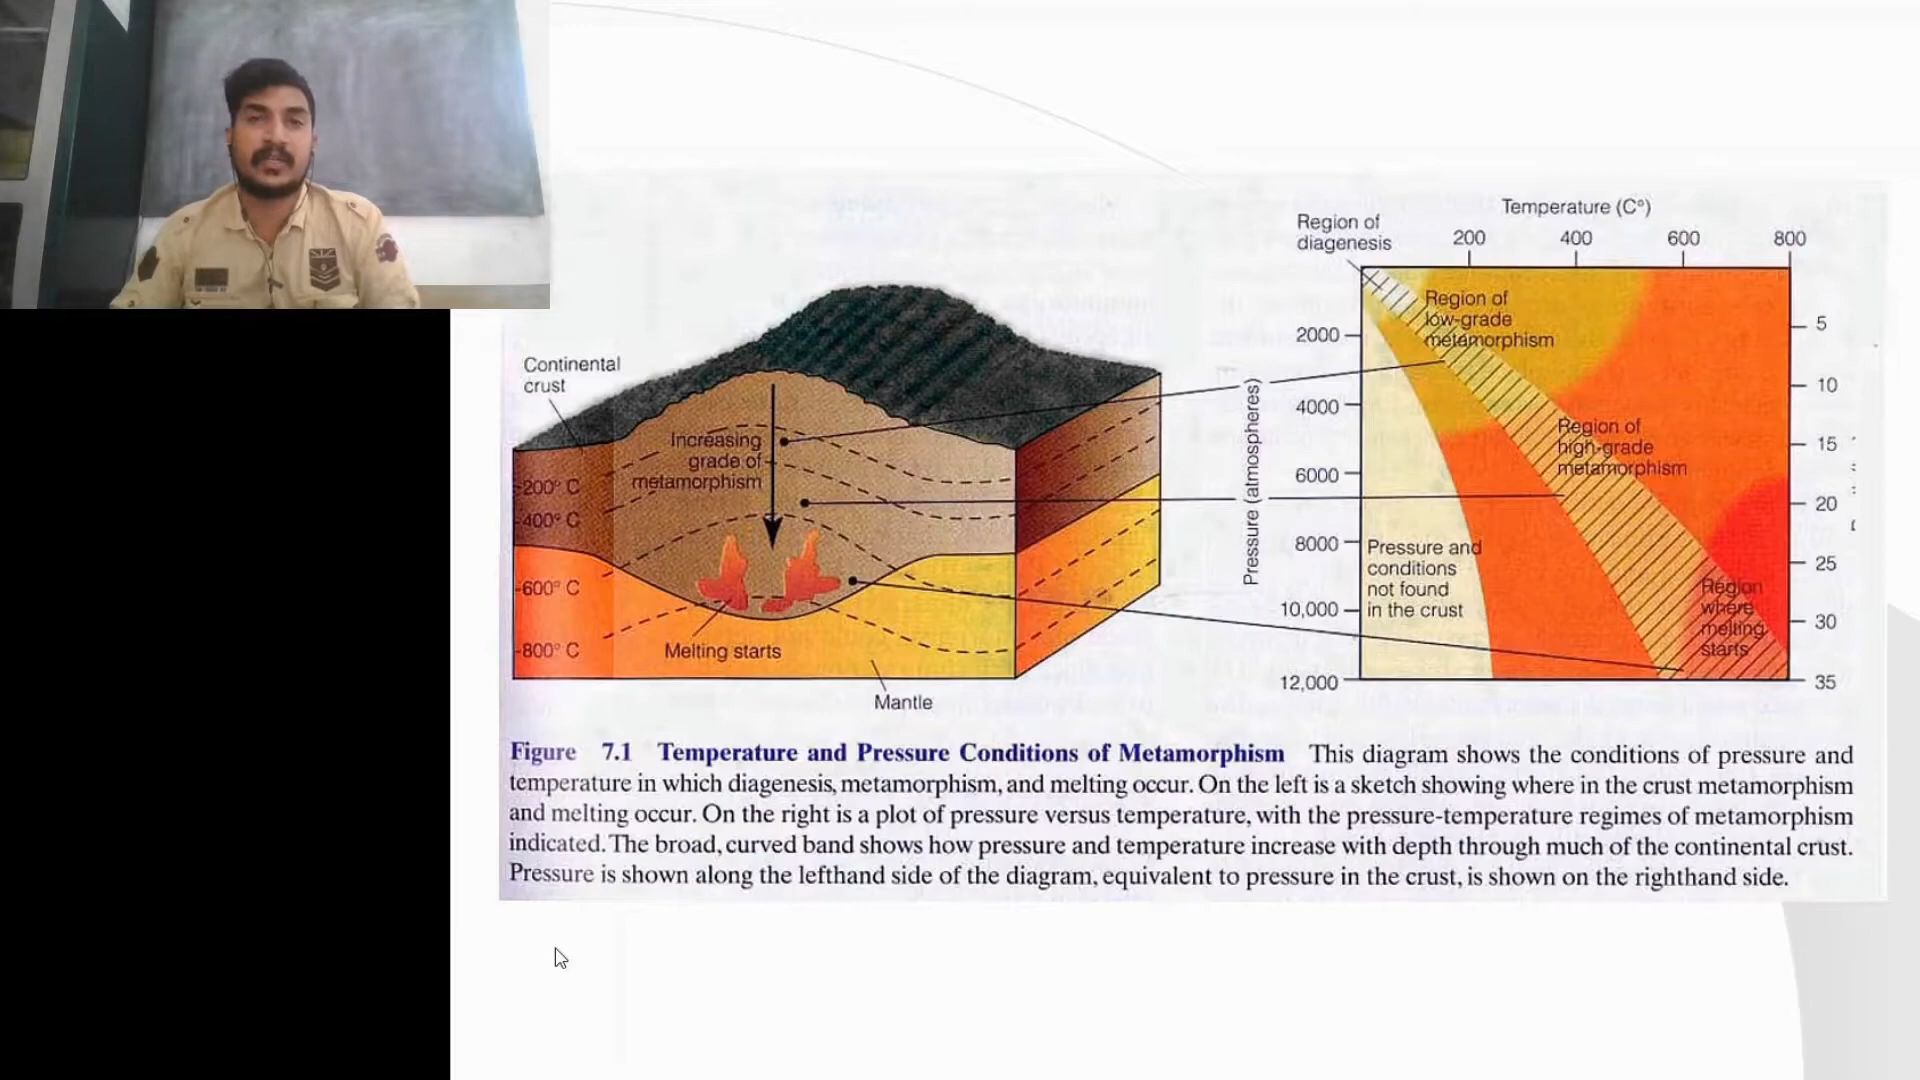 Temperature (C°)
Region of
diagenesis
200 400 600 800
Region of
low-grade
metamorphism
2000
5
Continental
crust
10
4000
Pressure (atmospheres)
Region of
high-grade
metamorphism
Increasing
grade of
metamorphism
15
6000
200° C
20
400° C
8000
Pressure and
conditions
not found
in the crust
25
600° C
Region
where
melting
starts
10,000
30
800° C
Melting starts
Mantle
12,000
35
Figure 7.1 Temperature and Pressure Conditions of Metamorphism This diagram shows the conditions of pressure and
temperature in which diagenesis, metamorphism, and melting occur. On the left is a sketch showing where in the crust metamorphism
and melting occur. On the right is a plot of pressure versus temperature, with the pressure-temperature regimes of metamorphism
indicated. The broad, curved band shows how pressure and temperature increase with depth through much of the continental crust.
Pressure is shown along the lefthand side of the diagram, equivalent to pressure in the crust, is shown on the righthand side.